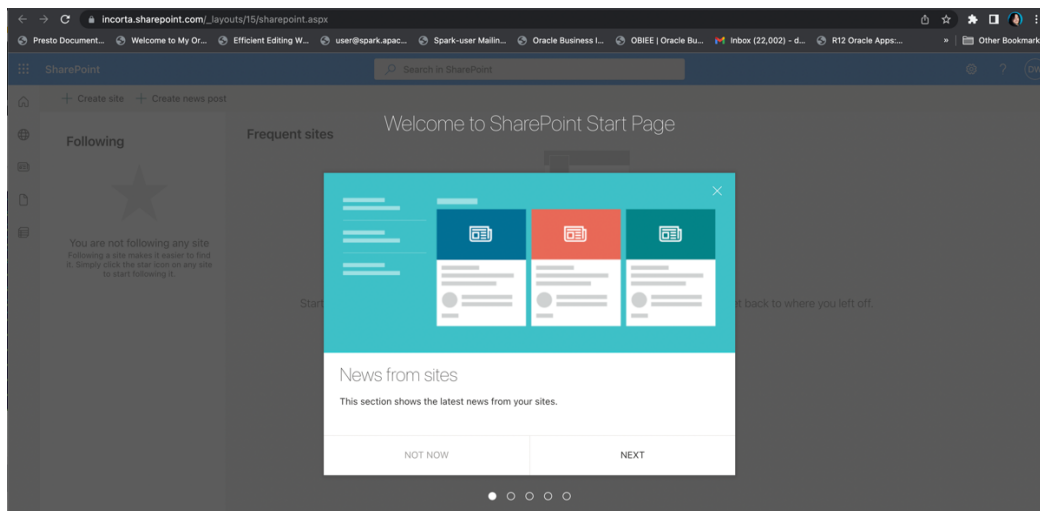 incorta.sharepoint.com/_layouts/15/sharepoint.aspx
Presto Document... Welcome to My Or... Efficient Editing W... user@spark.apac... Spark-user Mailin... Oracle Business I... OBIEE | Oracle Bu... Inbox (22,002) – d... R12 Oracle Apps:... » Other Bookmark
SharePoint Search in SharePoint ?
+ Create site + Create news post
Welcome to SharePoint Start Page
Following
Frequent sites
You are not following any site
Following a site makes it easier to find
it. Simply click the star icon on any site
to start following it.
Start
t back to where you left off.
News from sites
This section shows the latest news from your sites.
NOT NOW NEXT